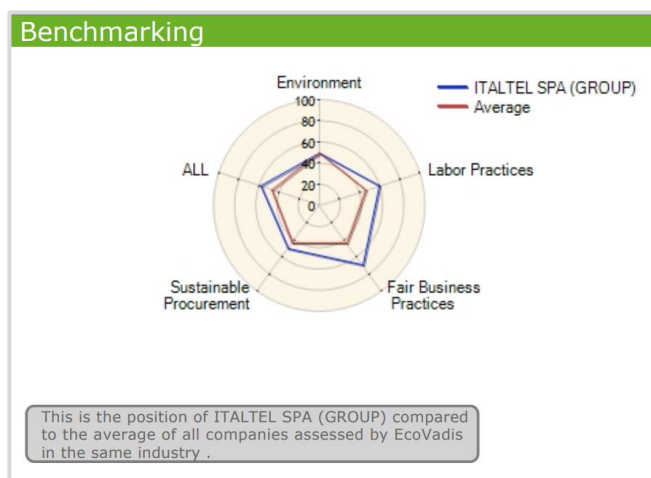 Benchmarking
Environment
100
80
60
40
20
0
ITALTEL SPA (GROUP)
Average
ALL
Labor Practices
Sustainable
Procurement
Fair Business
Practices
This is the position of ITALTEL SPA (GROUP) compared
to the average of all companies assessed by EcoVadis
in the same industry .